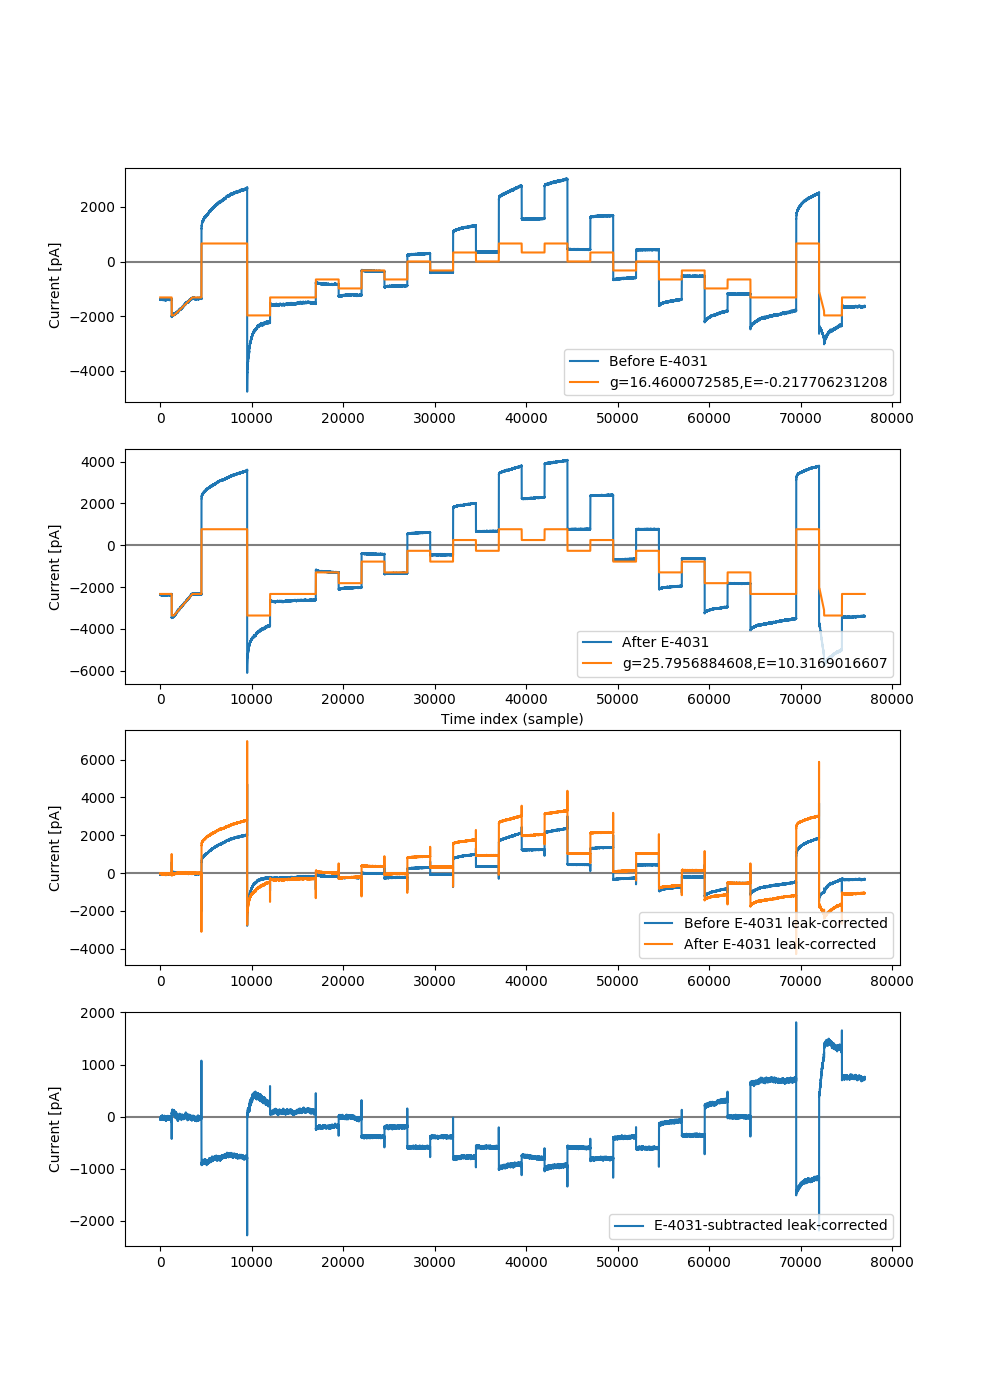 2000
0
−2000
−4000
Current [pA]
Before E-4031
g=16.4600072585,E=-0.217706231208
0 10000 20000 30000 40000 50000 60000 70000 80000
4000
2000
0
−2000
−4000
−6000
Current [pA]
After E-4031
g=25.7956884608,E=10.3169016607
0 10000 20000 30000 40000 50000 60000 70000 80000
Time index (sample)
6000
4000
2000
0
−2000
−4000
Current [pA]
Before E-4031 leak-corrected
After E-4031 leak-corrected
0 10000 20000 30000 40000 50000 60000 70000 80000
2000
1000
0
−1000
−2000
Current [pA]
E-4031-subtracted leak-corrected
0 10000 20000 30000 40000 50000 60000 70000 80000